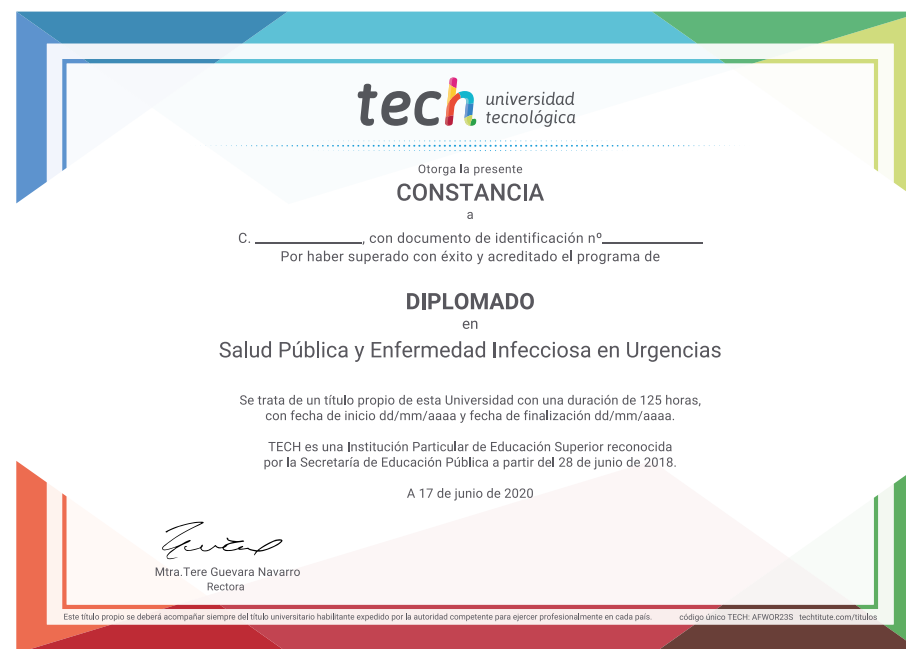 tech universidad
tecnológica
Otorga la presente
CONSTANCIA
a
C. ____________, con documento de identificación nº____________
Por haber superado con éxito y acreditado el programa de
DIPLOMADO
en
Salud Pública y Enfermedad Infecciosa en Urgencias
Se trata de un título propio de esta Universidad con una duración de 125 horas,
con fecha de inicio dd/mm/aaaa y fecha de finalización dd/mm/aaaa.
TECH es una Institución Particular de Educación Superior reconocida
por la Secretaría de Educación Pública a partir del 28 de junio de 2018.
A 17 de junio de 2020
Mtra.Tere Guevara Navarro
Rectora
Este título propio se deberá acompañar siempre del título universitario habilitante expedido por la autoridad competente para ejercer profesionalmente en cada país. código único TECH: AFWOR23S techtitute.com/titulos